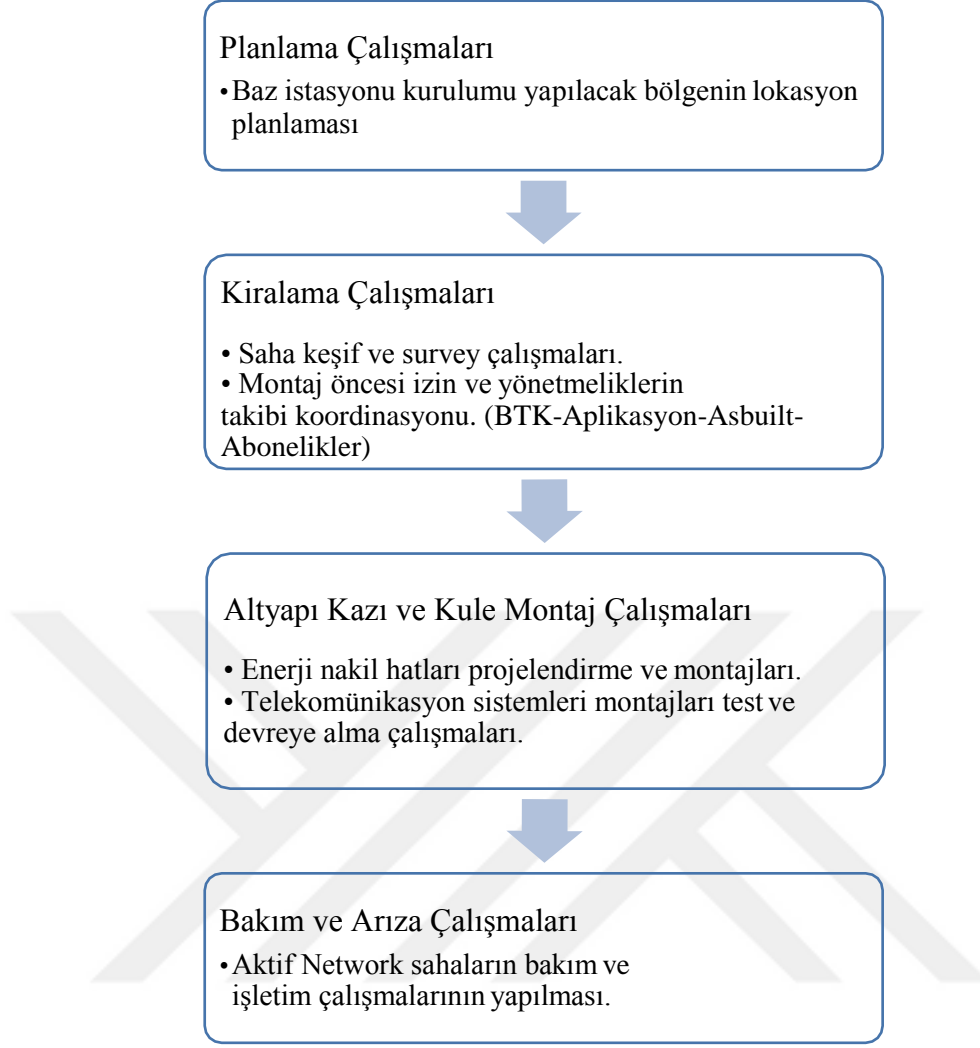 Planlama Çalışmaları
•Baz istasyonu kurulumu yapılacak bölgenin lokasyon
planlaması
Kiralama Çalışmaları
• Saha keşif ve survey çalışmaları.
• Montaj öncesi izin ve yönetmeliklerin
takibi koordinasyonu. (BTK-Aplikasyon-Asbuilt-
Abonelikler)
Altyapı Kazı ve Kule Montaj Çalışmaları
• Enerji nakil hatları projelendirme ve montajları.
• Telekomünikasyon sistemleri montajları test ve
devreye alma çalışmaları.
Bakım ve Arıza Çalışmaları
•Aktif Network sahaların bakım ve
işletim çalışmalarının yapılması.